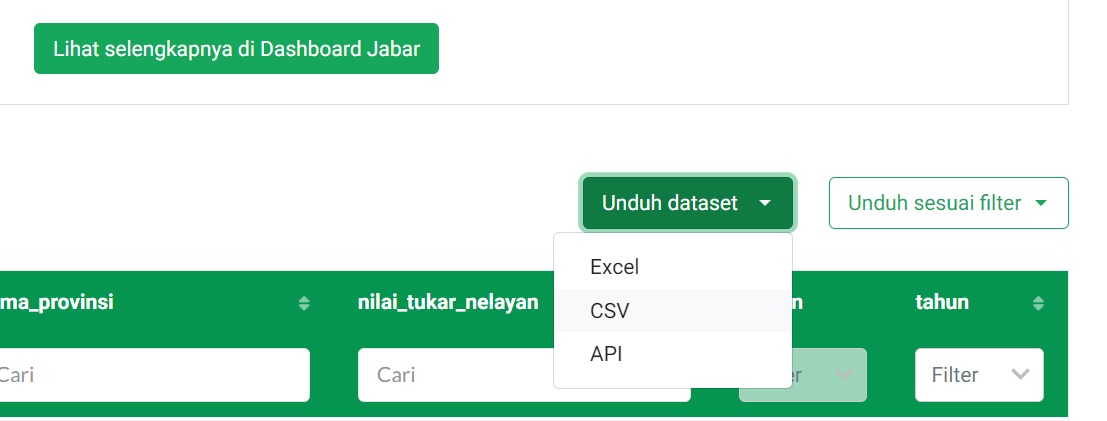 Lihat selengkapnya di Dashboard Jabar
Unduh dataset
Unduh sesuai filter
Excel
CSV
API
ma_provinsi
nilai_tukar_nelayan
n
tahun
Cari
Cari
er
Filter